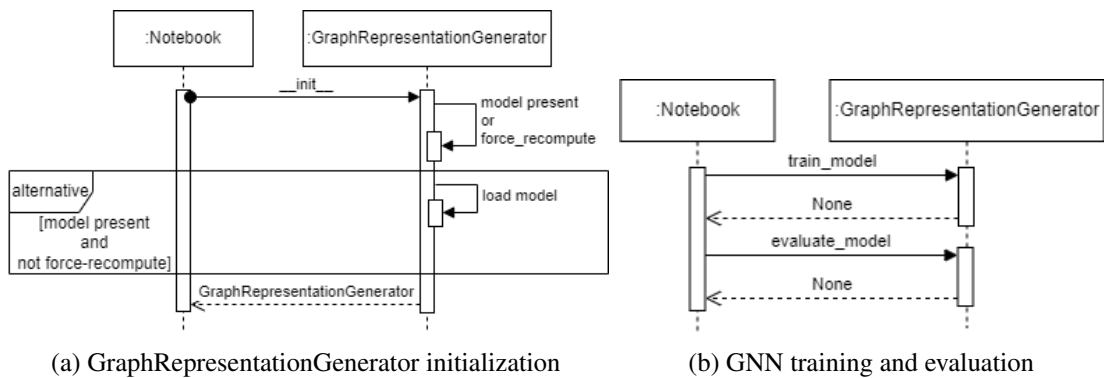 :Notebook
:GraphRepresentationGenerator
__init__
model present
or
force_recompute
alternative
load model
[model present
and
not force-recompute]
GraphRepresentationGenerator
(a) GraphRepresentationGenerator initialization
:Notebook
:GraphRepresentationGenerator
train_model
None
evaluate_model
None
(b) GNN training and evaluation